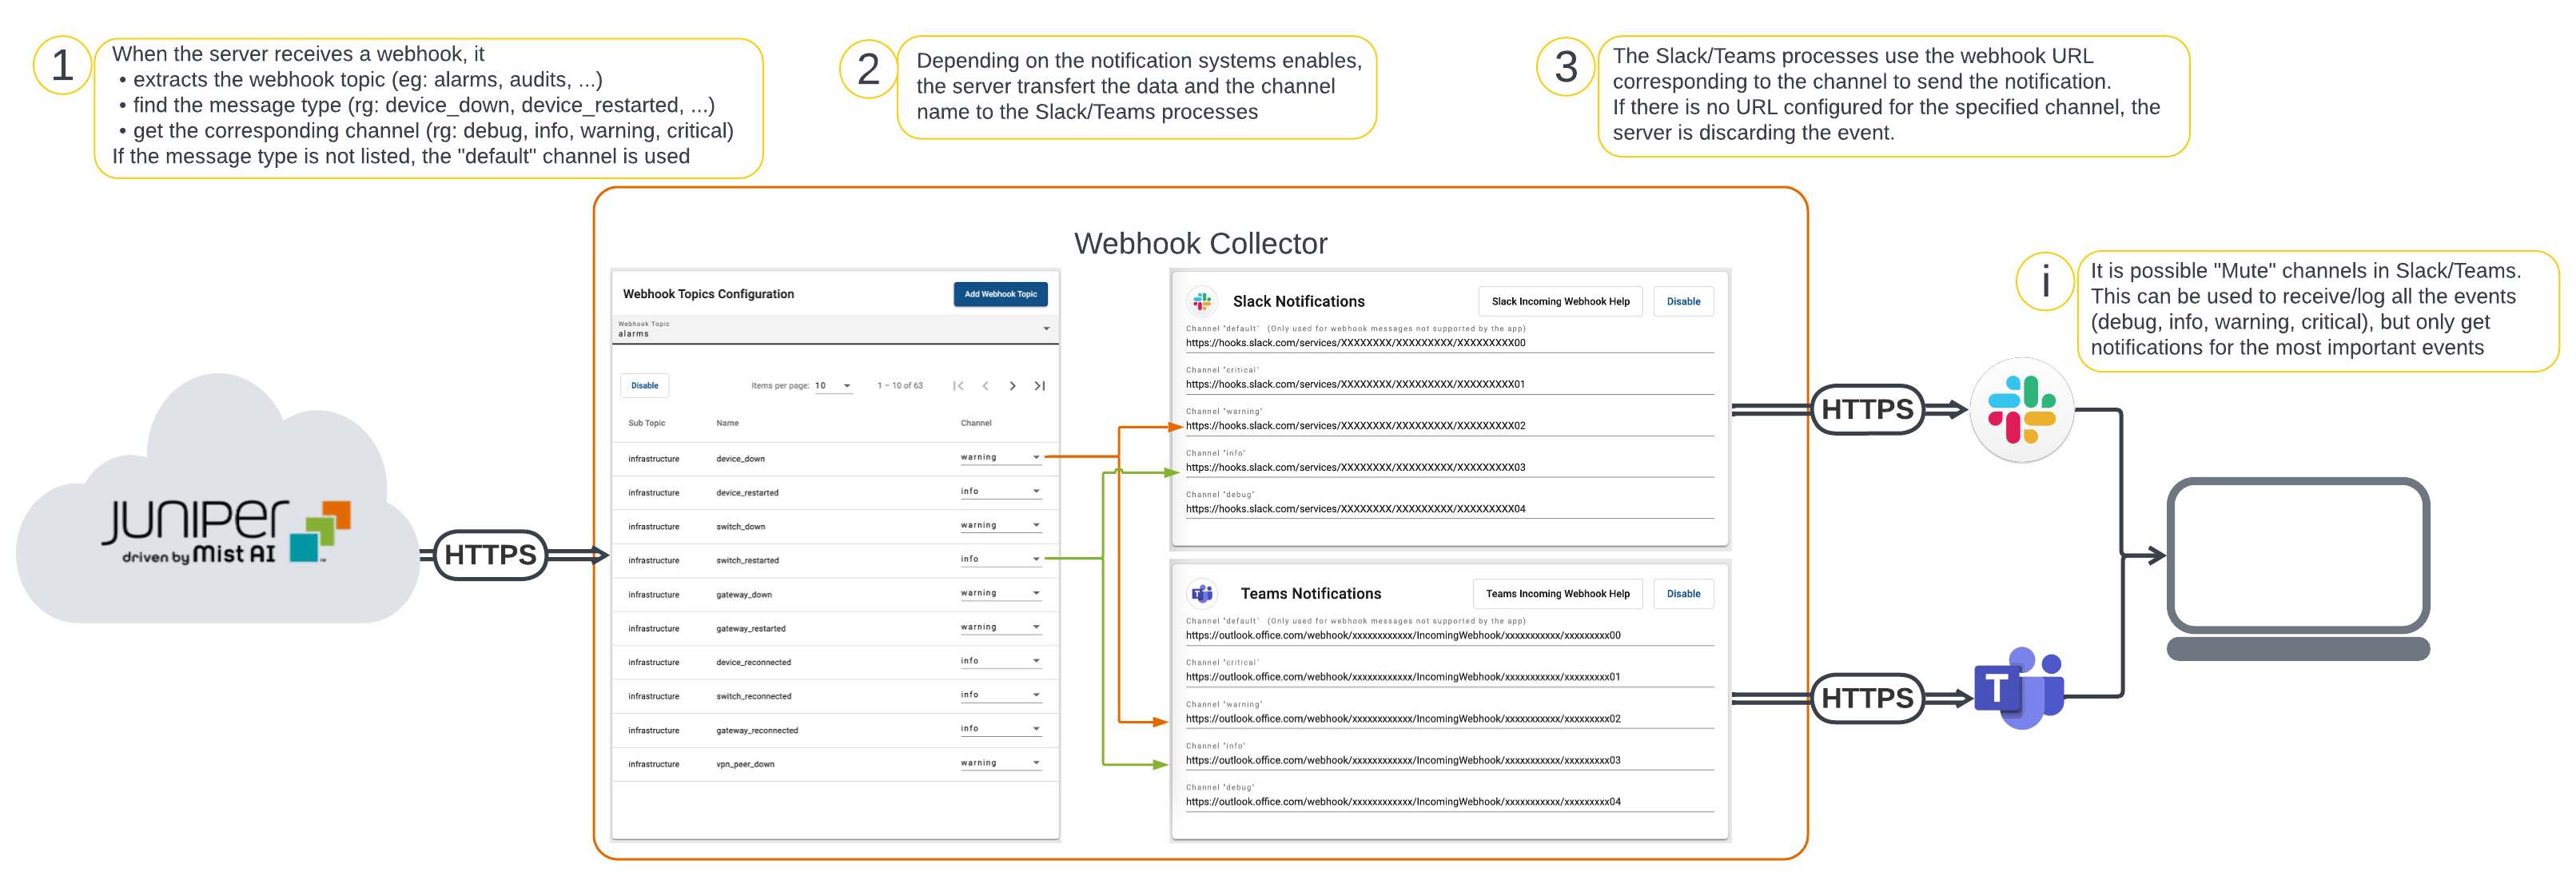 1
When the server receives a webhook, it
• extracts the webhook topic (eg: alarms, audits, ...)
• find the message type (rg: device_down, device_restarted, ...)
• get the corresponding channel (rg: debug, info, warning, critical)
If the message type is not listed, the "default" channel is used
2
Depending on the notification systems enables,
the server transfert the data and the channel
name to the Slack/Teams processes
3
The Slack/Teams processes use the webhook URL
corresponding to the channel to send the notification.
If there is no URL configured for the specified channel, the
server is discarding the event.
i
It is possible "Mute" channels in Slack/Teams.
This can be used to receive/log all the events
(debug, info, warning, critical), but only get
notifications for the most important events
Juniper
driven by Mist AI
HTTPS
Webhook Collector
Webhook Topics Configuration
Add Webhook Topic
Webhook Topic
alarms
Disable
Items per page: 10
1 – 10 of 63
Sub Topic Name Channel
infrastructure device_down warning
infrastructure device_restarted info
infrastructure switch_down warning
infrastructure switch_restarted info
infrastructure gateway_down warning
infrastructure gateway_restarted warning
infrastructure device_reconnected info
infrastructure switch_reconnected info
infrastructure gateway_reconnected info
infrastructure vpn_peer_down warning
Slack Notifications
Slack Incoming Webhook Help
Disable
Channel "default" (Only used for webhook messages not supported by the app)
https://hooks.slack.com/services/XXXXXXXX/XXXXXXXXX/XXXXXXXXX00
Channel "critical"
https://hooks.slack.com/services/XXXXXXXX/XXXXXXXXX/XXXXXXXXX01
Channel "warning"
https://hooks.slack.com/services/XXXXXXXX/XXXXXXXXX/XXXXXXXXX02
Channel "info"
https://hooks.slack.com/services/XXXXXXXX/XXXXXXXXX/XXXXXXXXX03
Channel "debug"
https://hooks.slack.com/services/XXXXXXXX/XXXXXXXXX/XXXXXXXXX04
Teams Notifications
Teams Incoming Webhook Help
Disable
Channel "default" (Only used for webhook messages not supported by the app)
https://outlook.office.com/webhook/xxxxxxxxxxxx/IncomingWebhook/xxxxxxxxxxx/xxxxxxxxx00
Channel "critical"
https://outlook.office.com/webhook/xxxxxxxxxxxx/IncomingWebhook/xxxxxxxxxxx/xxxxxxxxx01
Channel "warning"
https://outlook.office.com/webhook/xxxxxxxxxxxx/IncomingWebhook/xxxxxxxxxxx/xxxxxxxxx02
Channel "info"
https://outlook.office.com/webhook/xxxxxxxxxxxx/IncomingWebhook/xxxxxxxxxxx/xxxxxxxxx03
Channel "debug"
https://outlook.office.com/webhook/xxxxxxxxxxxx/IncomingWebhook/xxxxxxxxxxx/xxxxxxxxx04
HTTPS
HTTPS
T